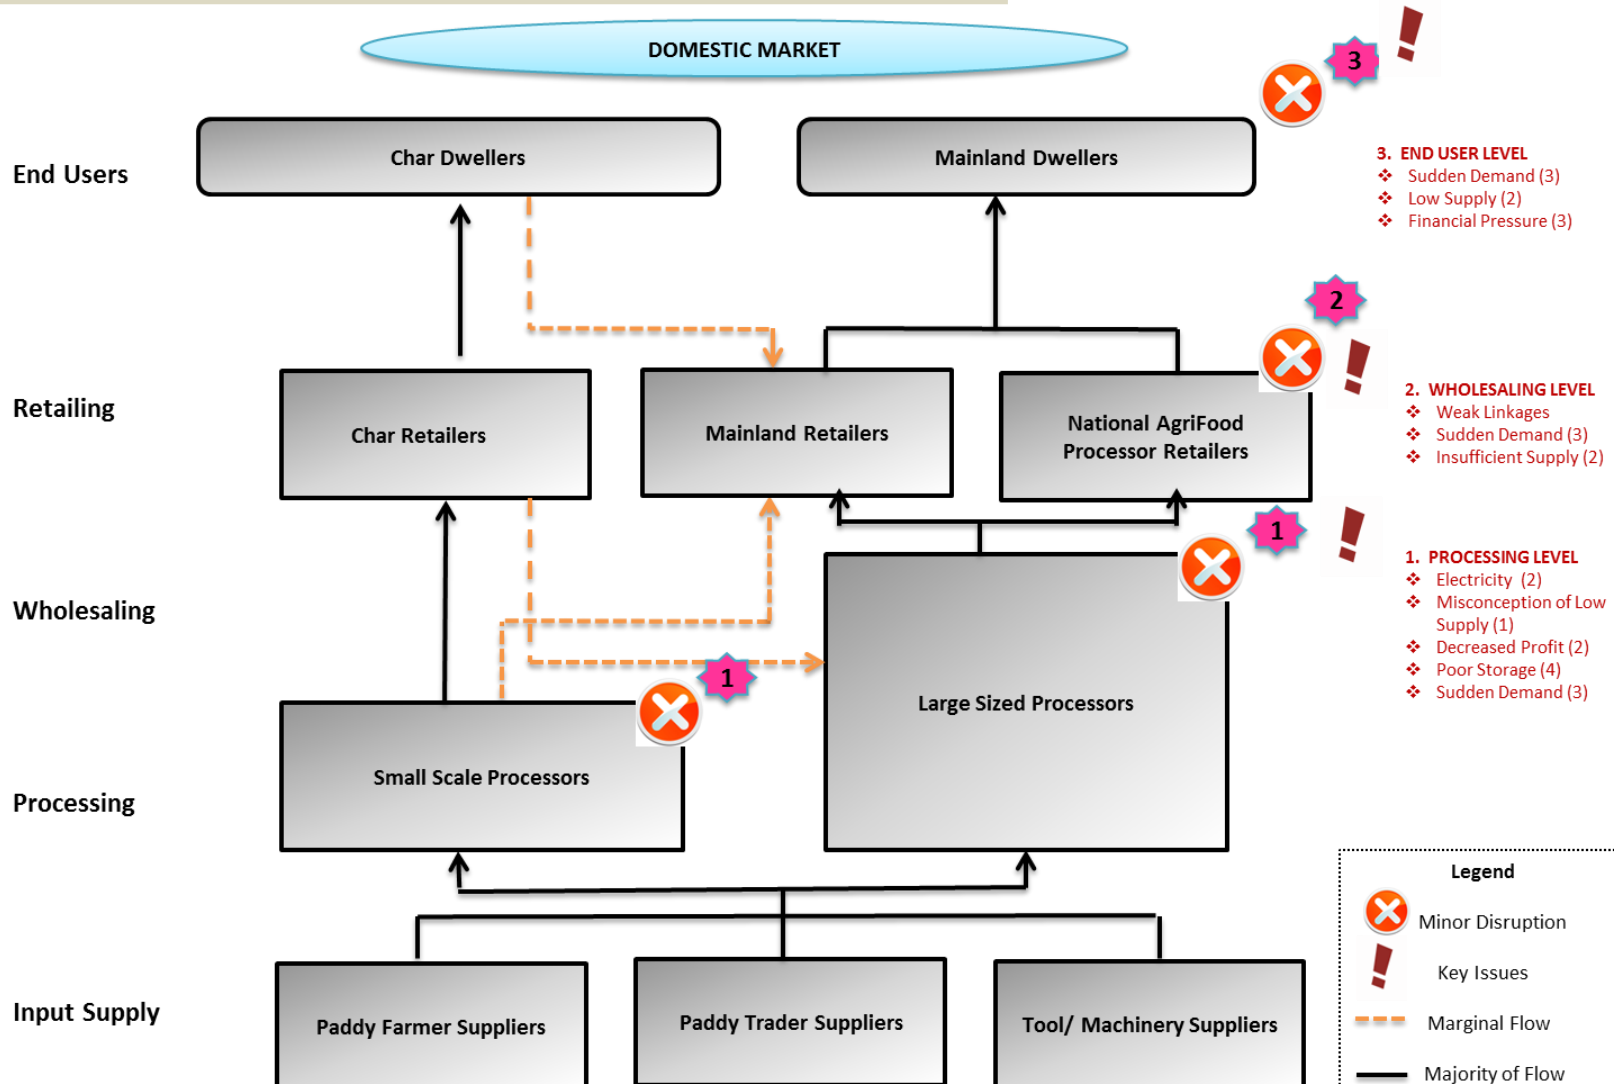 DOMESTIC MARKET
3
End Users
Char Dwellers
Mainland Dwellers
3. END USER LEVEL
Sudden Demand (3)
Low Supply (2)
Financial Pressure (3)
2
Retailing
Char Retailers
Mainland Retailers
National AgriFood
Processor Retailers
2. WHOLESALING LEVEL
Weak Linkages
Sudden Demand (3)
Insufficient Supply (2)
1
Wholesaling
1. PROCESSING LEVEL
Electricity (2)
Misconception of Low
Supply (1)
Decreased Profit (2)
Poor Storage (4)
Sudden Demand (3)
1
Large Sized Processors
Small Scale Processors
Processing
Legend
Minor Disruption
Key Issues
Marginal Flow
Majority of Flow
Input Supply
Paddy Farmer Suppliers
Paddy Trader Suppliers
Tool/ Machinery Suppliers